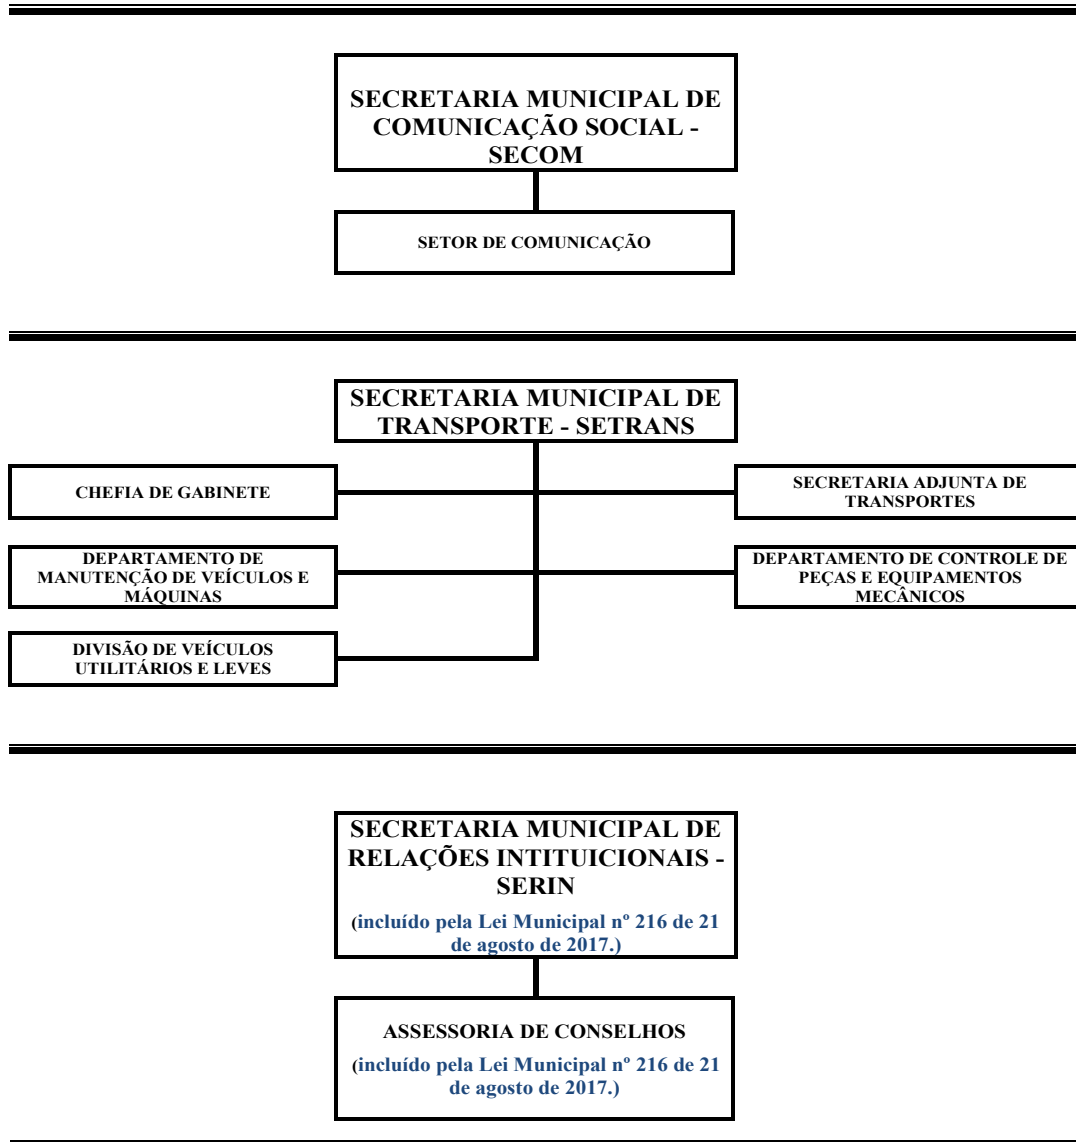 SECRETARIA MUNICIPAL DE
COMUNICAÇÃO SOCIAL -
SECOM
SETOR DE COMUNICAÇÃO
SECRETARIA MUNICIPAL DE
TRANSPORTE - SETRANS
CHEFIA DE GABINETE
SECRETARIA ADJUNTA DE
TRANSPORTES
DEPARTAMENTO DE
MANUTENÇÃO DE VEÍCULOS E
MÁQUINAS
DEPARTAMENTO DE CONTROLE DE
PEÇAS E EQUIPAMENTOS
MECÂNICOS
DIVISÃO DE VEÍCULOS
UTILITÁRIOS E LEVES
SECRETARIA MUNICIPAL DE
RELAÇÕES INTITUICIONAIS -
SERIN
(incluído pela Lei Municipal nº 216 de 21
de agosto de 2017.)
ASSESSORIA DE CONSELHOS
(incluído pela Lei Municipal nº 216 de 21
de agosto de 2017.)